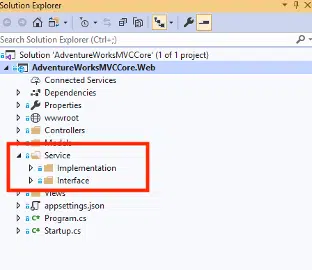 Solution Explorer
Search Solution Explorer (Ctrl+;)
Solution 'AdventureWorksMVCCore' (1 of 1 project)
AdventureWorksMVCCore.Web
Connected Services
Dependencies
Properties
wwwroot
Controllers
Models
Service
Implementation
Interface
Views
appsettings.json
Program.cs
Startup.cs